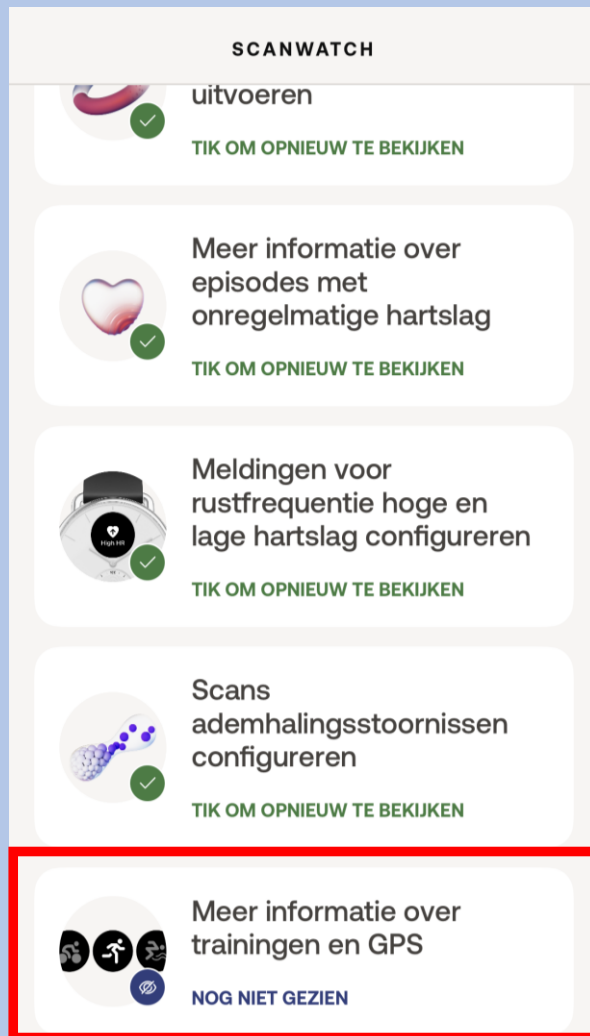 SCANWATCH
uitvoeren
TIK OM OPNIEUW TE BEKIJKEN
Meer informatie over
episodes met
onregelmatige hartslag
TIK OM OPNIEUW TE BEKIJKEN
Meldingen voor
rustfrequentie hoge en
lage hartslag configureren
High HR
TIK OM OPNIEUW TE BEKIJKEN
Scans
ademhalingsstoornissen
configureren
TIK OM OPNIEUW TE BEKIJKEN
Meer informatie over
trainingen en GPS
NOG NIET GEZIEN